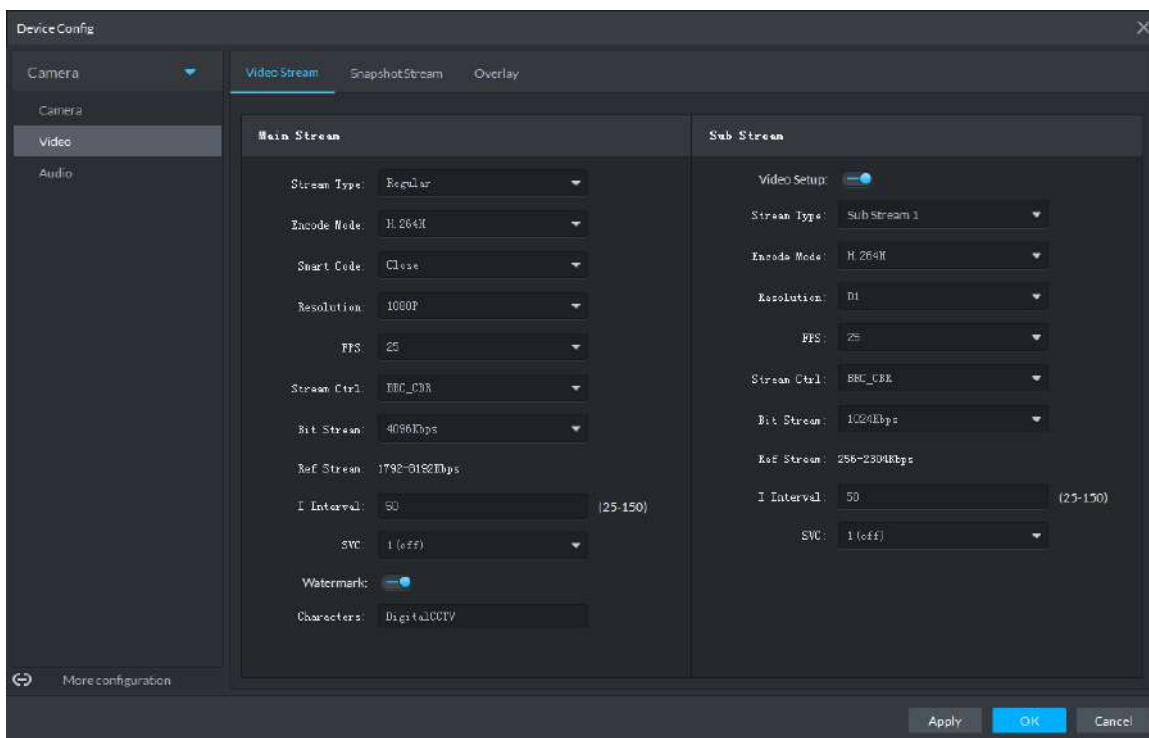 Device Config
Camera
Video Stream Snapshot Stream Overlay
Camera
Video
Audio
Main Stream
Stream Type: Regular
Encode Mode: H.264H
Smart Code: Close
Resolution: 1080P
FPS: 25
Stream Ctrl: BRC_CBR
Bit Stream: 4096Kbps
Ref Stream: 1792-8192Kbps
I Interval: 50 (25-150)
SVC: 1(off)
Watermark:
Characters: DigitalCCTV
Sub Stream
Video Setup:
Stream Type: Sub Stream 1
Encode Mode: H.264H
Resolution: D1
FPS: 25
Stream Ctrl: BRC_CBR
Bit Stream: 1024Kbps
Ref Stream: 256-2304Kbps
I Interval: 50 (25-150)
SVC: 1(off)
More configuration
Apply OK Cancel